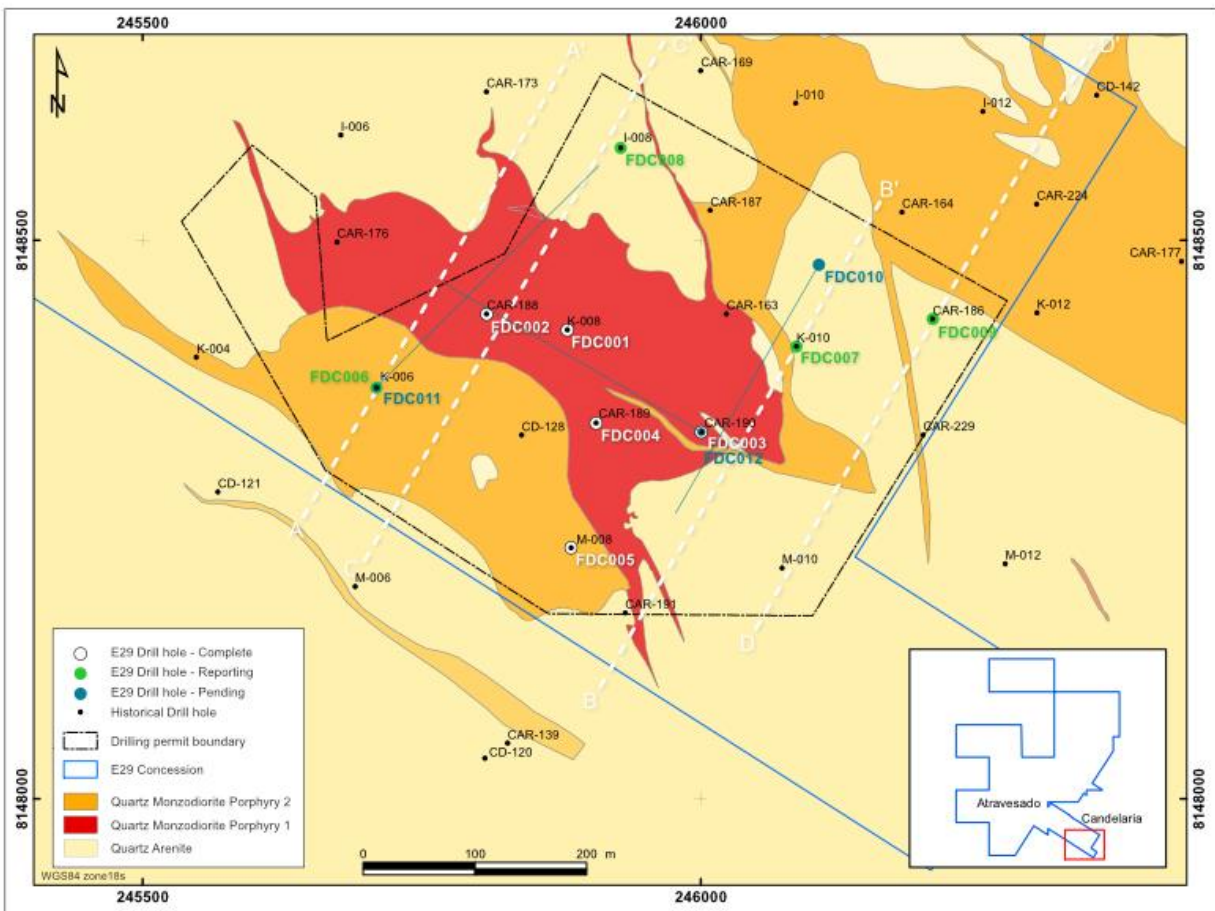 245500
246000
A'
C'
D'
CAR-169
CAR-173
CD-142
I-010
I-012
N
I-006
I-008
FDC008
B'
CAR-187
CAR-164
CAR-224
8148500
CAR-176
8148500
CAR-177
FDC010
CAR-188
CAR-163
CAR-186
K-012
FDC002
K-008
FDC001
FDC009
K-010
FDC007
K-004
FDC006
K-006
FDC011
CAR-189
FDC004
CAR-190
FDC003
CD-128
CAR-229
FDC012
CD-121
A
M-008
FDC005
C
M-006
M-010
M-012
CAR-191
D
B
E29 Drill hole - Complete
E29 Drill hole - Reporting
E29 Drill hole - Pending
Historical Drill hole
Drilling permit boundary
E29 Concession
Quartz Monzodiorite Porphyry 2
Quartz Monzodiorite Porphyry 1
Quartz Arenite
CAR-139
CD-120
8148000
8148000
Atravesado
Candelaria
0 100 200 m
WGS84 zone18s
245500
246000